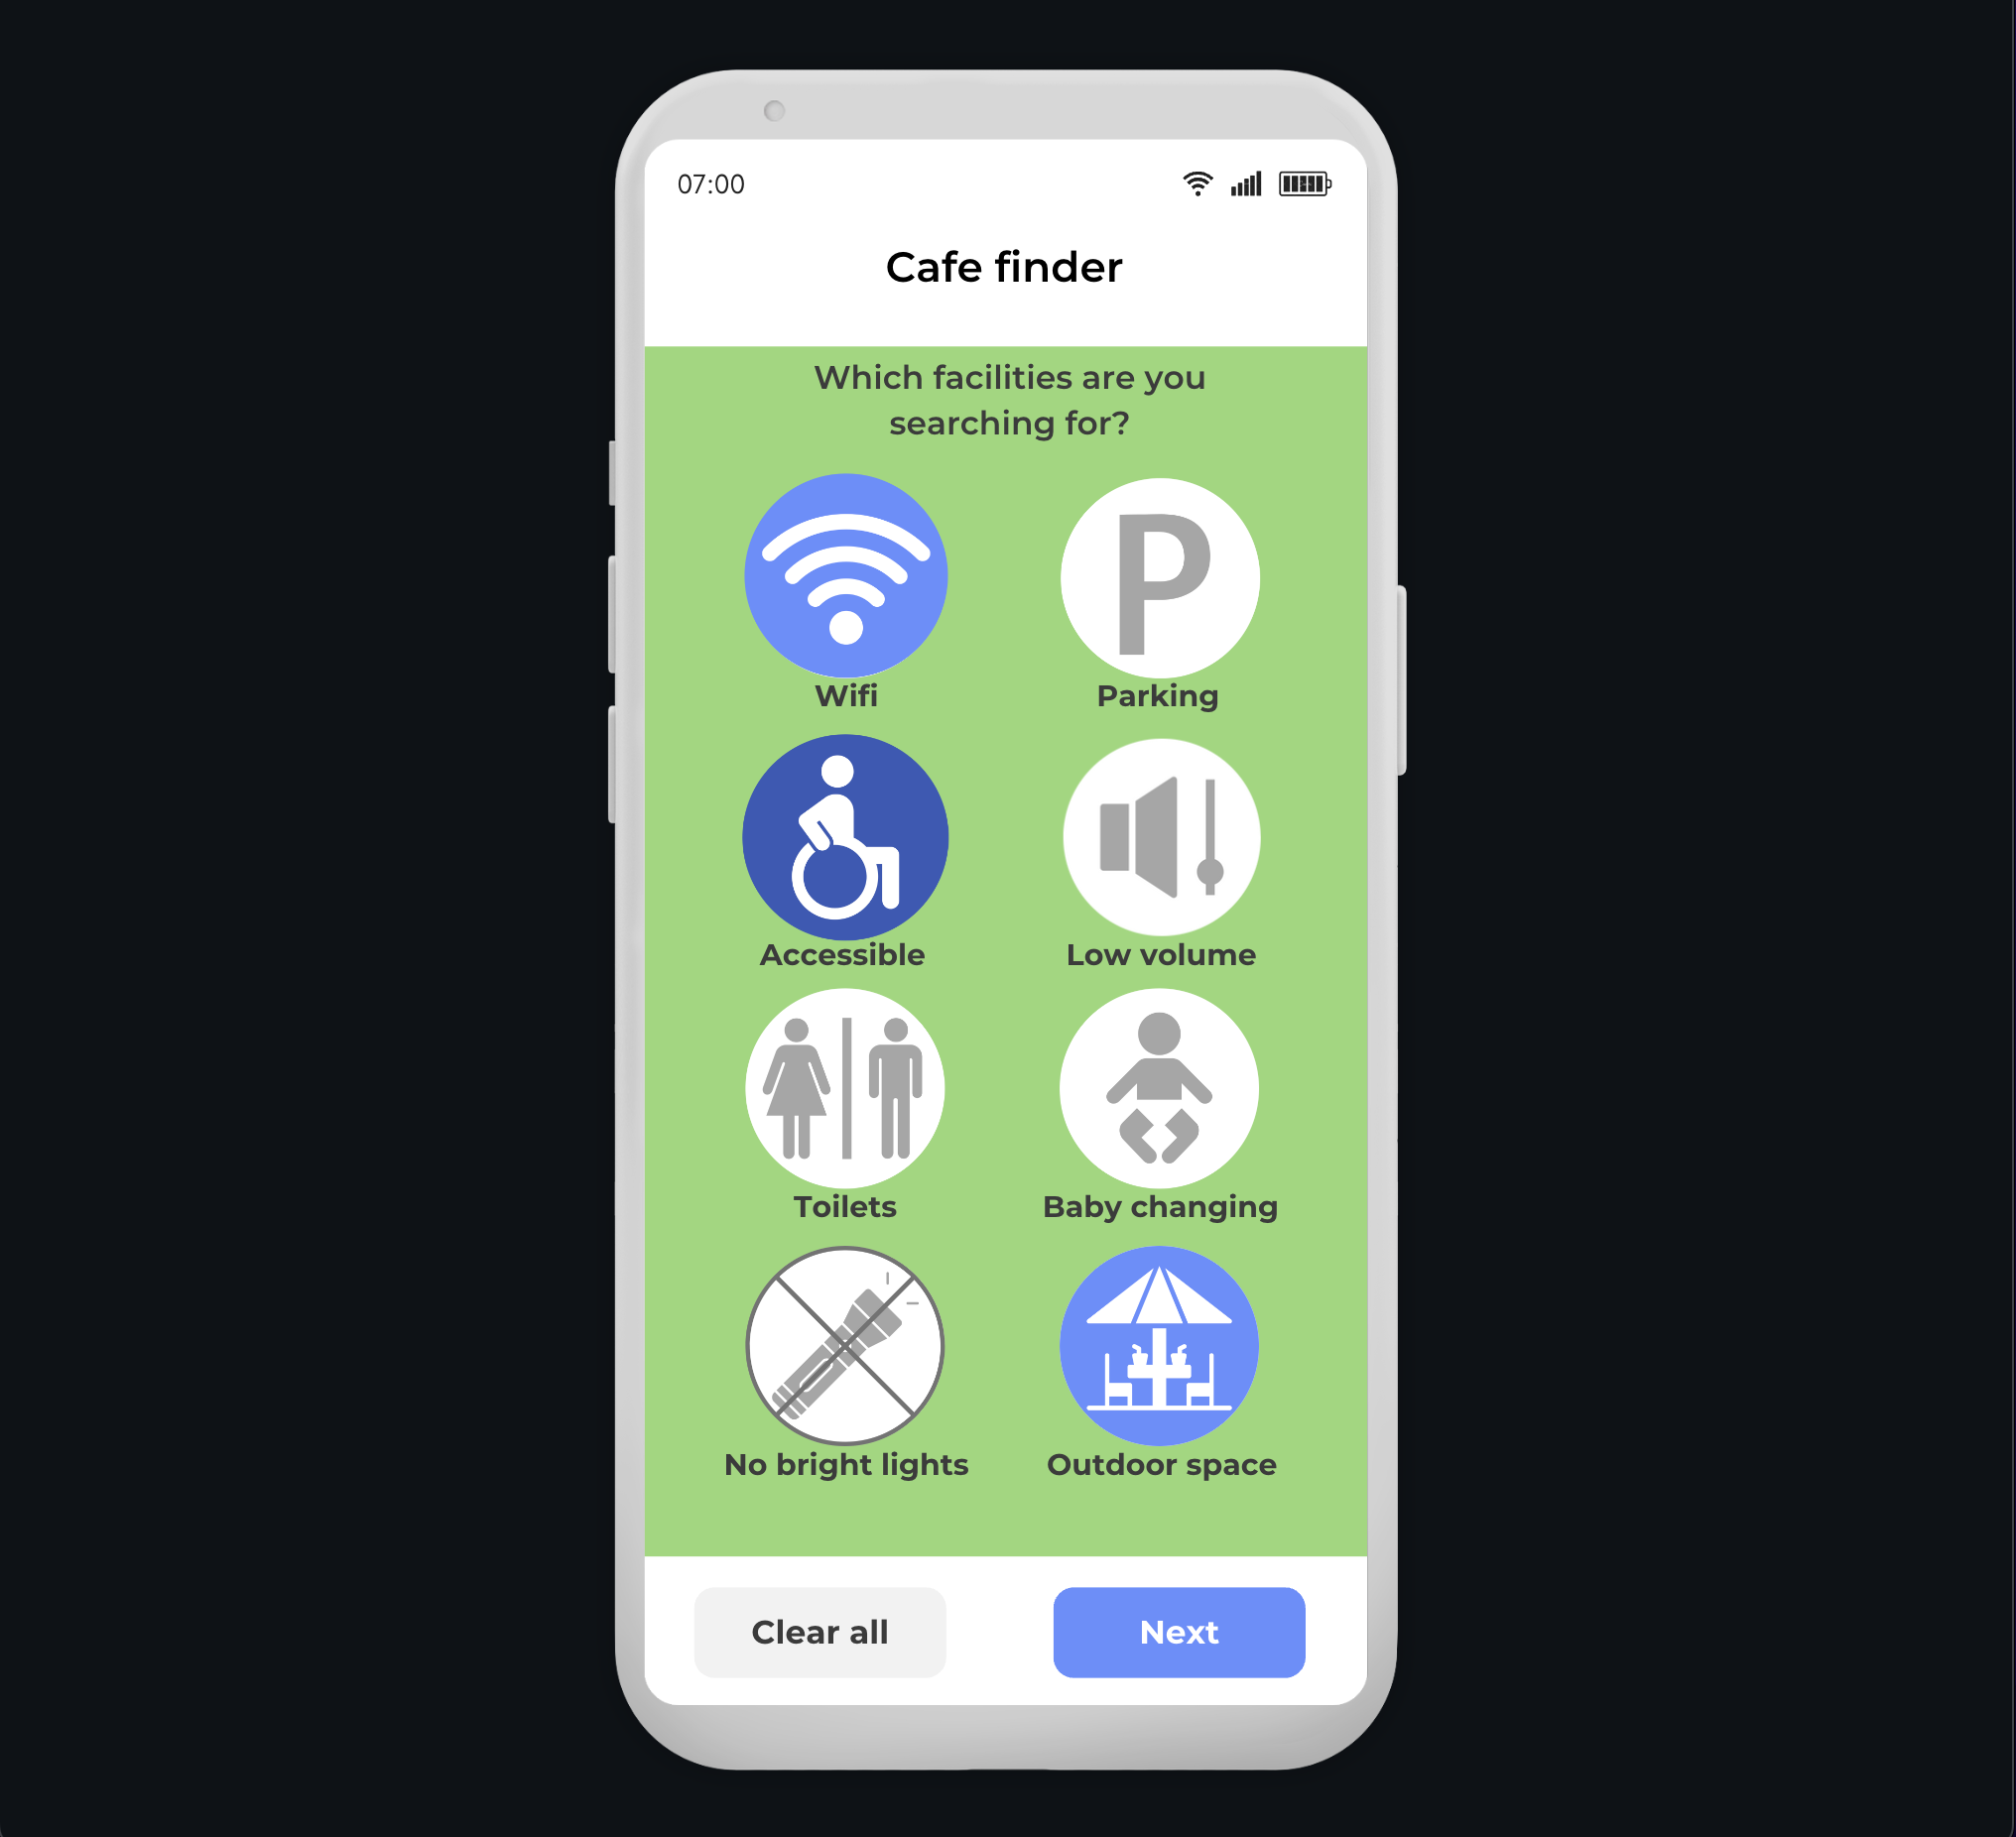 07:00
Cafe finder
Which facilities are you
searching for?
P
Wifi
Parking
Accessible
Low volume
Toilets
Baby changing
No bright lights
Outdoor space
Clear all
Next